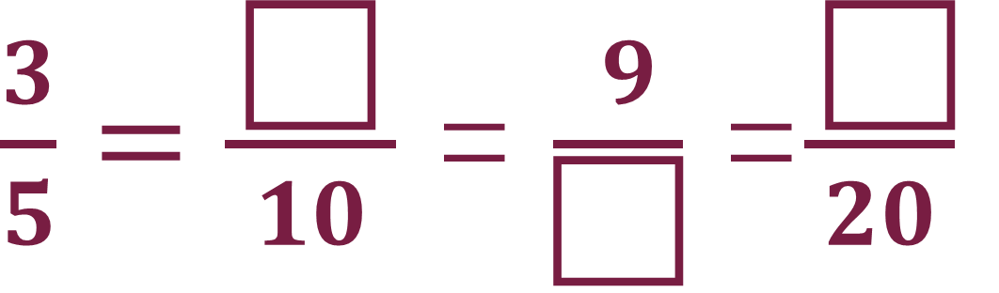 3/5 = □/10 = 9/□ = □/20